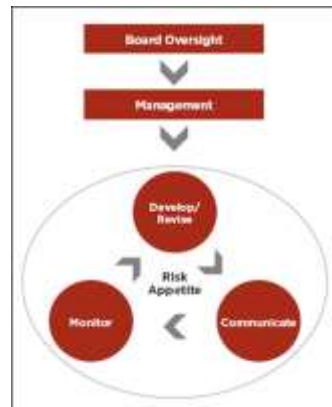 Board Oversight
Management
Develop/
Revise
Risk
Appetite
Monitor
Communicate